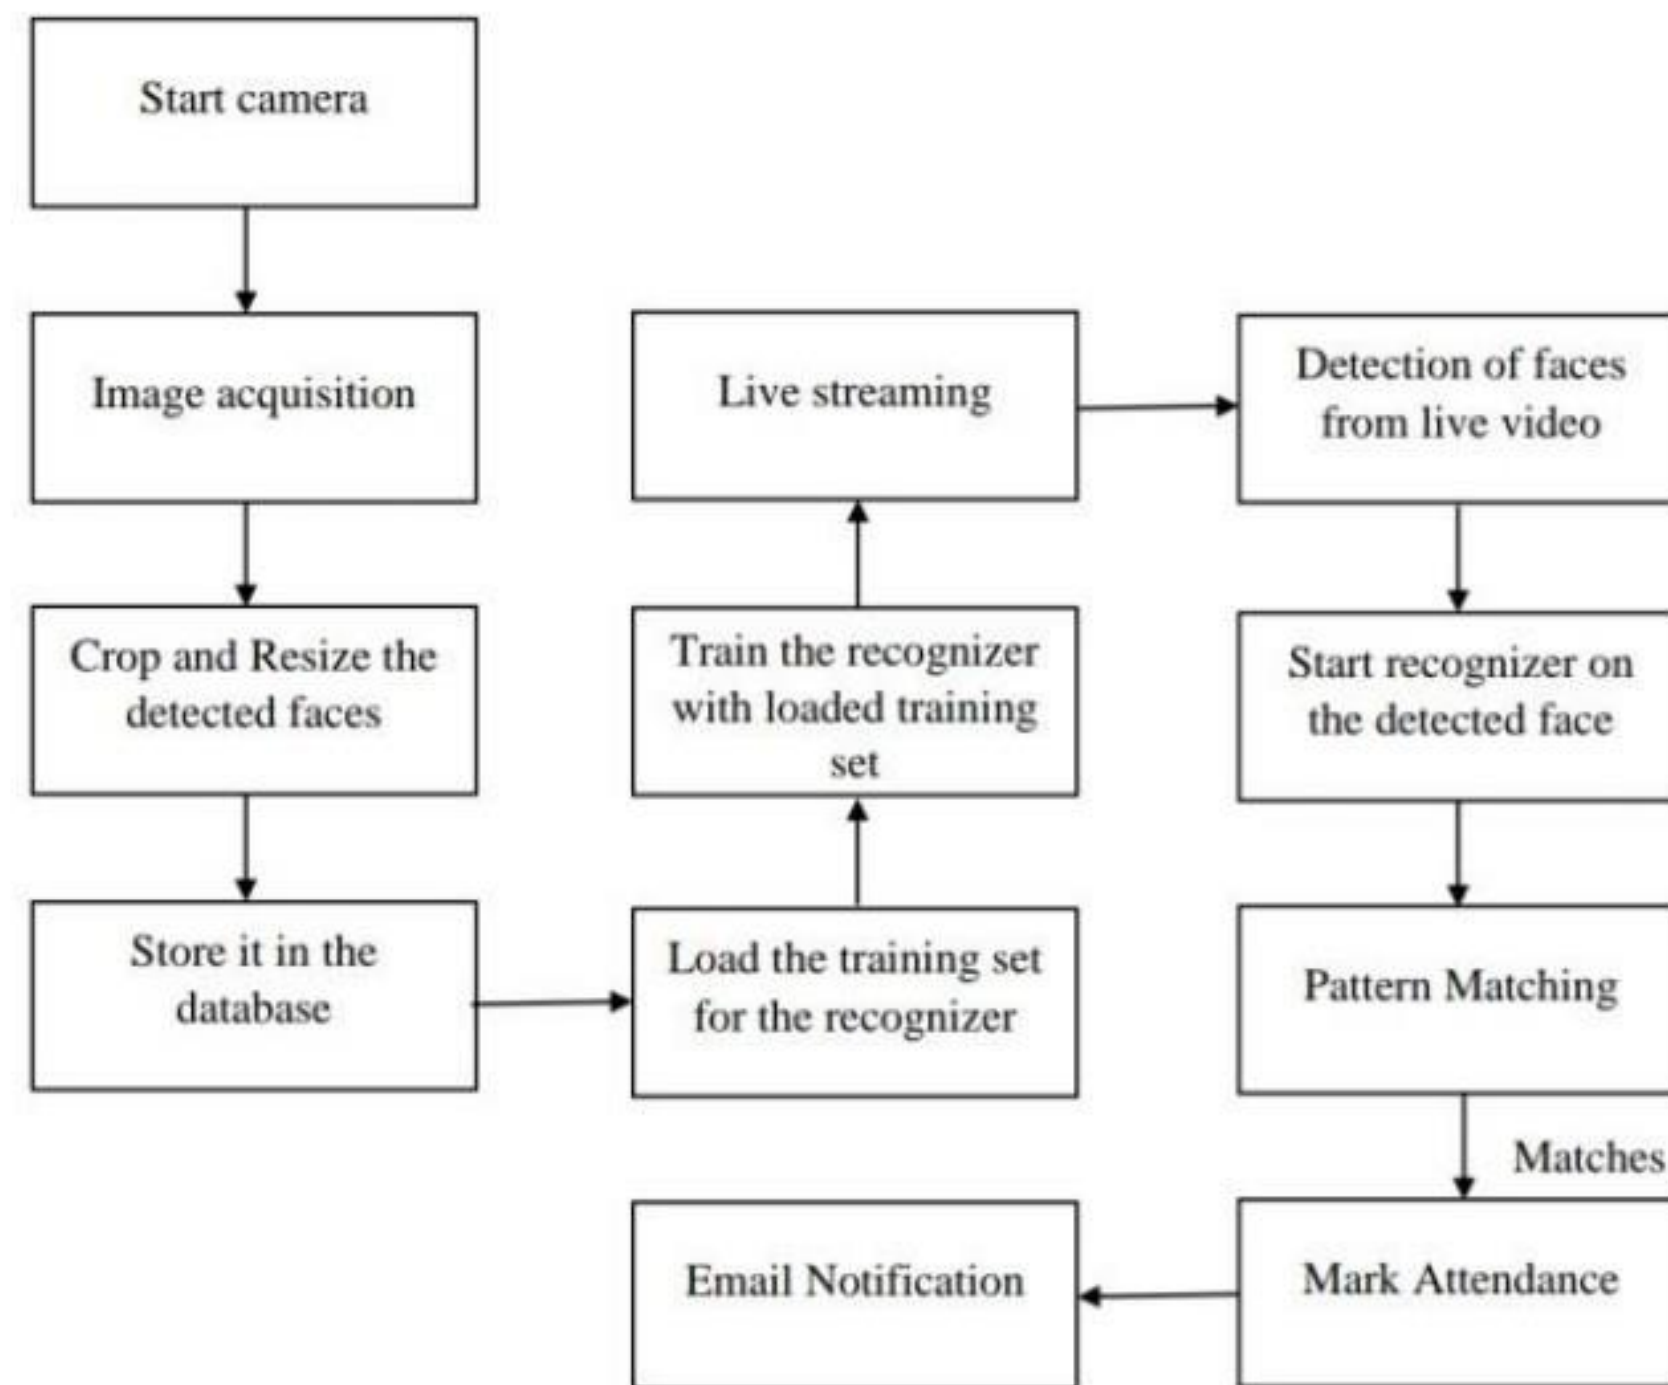 Start camera
Image acquisition
Crop and Resize the
detected faces
Store it in the
database
Load the training set
for the recognizer
Train the recognizer
with loaded training
set
Live streaming
Detection of faces
from live video
Start recognizer on
the detected face
Pattern Matching
Matches
Mark Attendance
Email Notification